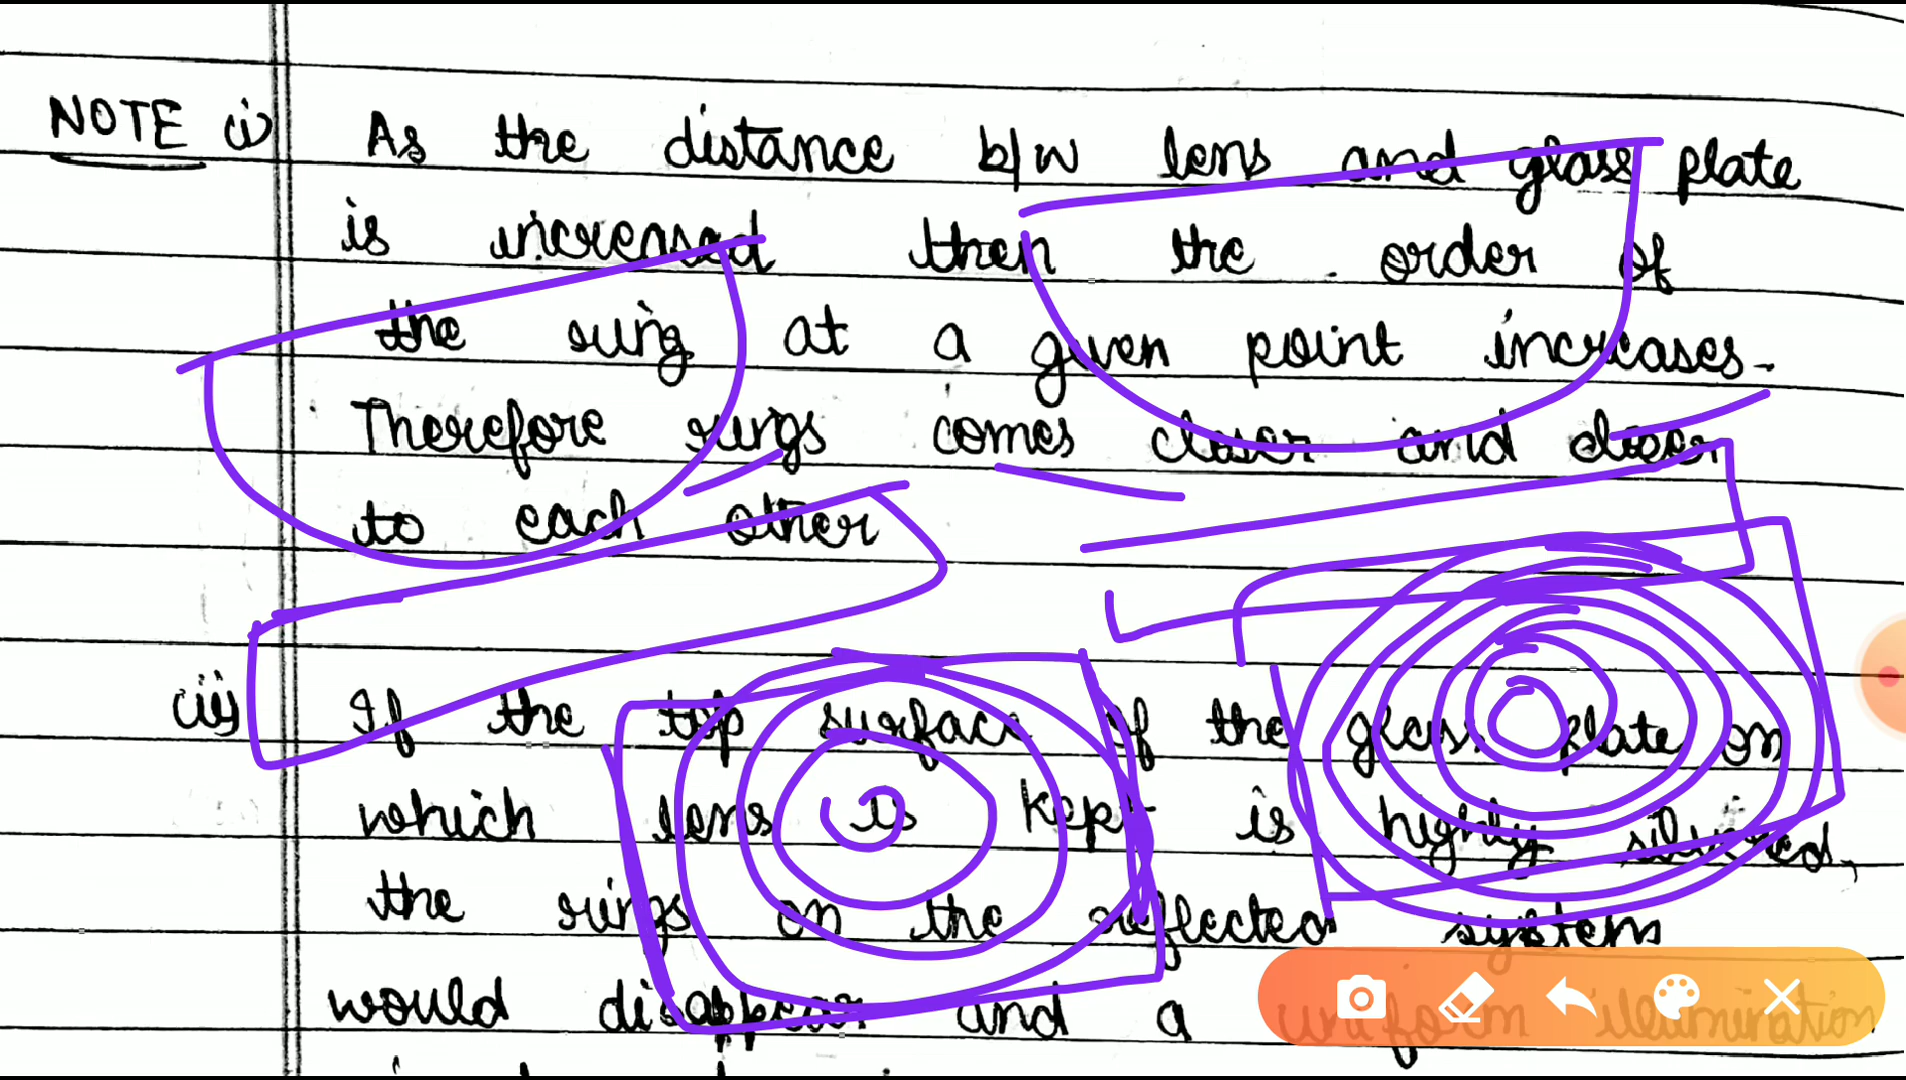 NOTE (i) As the distance b/w lens and glass plate
is increased then the order of
the ring at a given point increases.
Therefore rings comes closer and closer
to each other
(ii) If the top surface of the glass plate on
which lens is kept is highly silvered,
the rings on the reflected system
would disappear and a uniform illumination